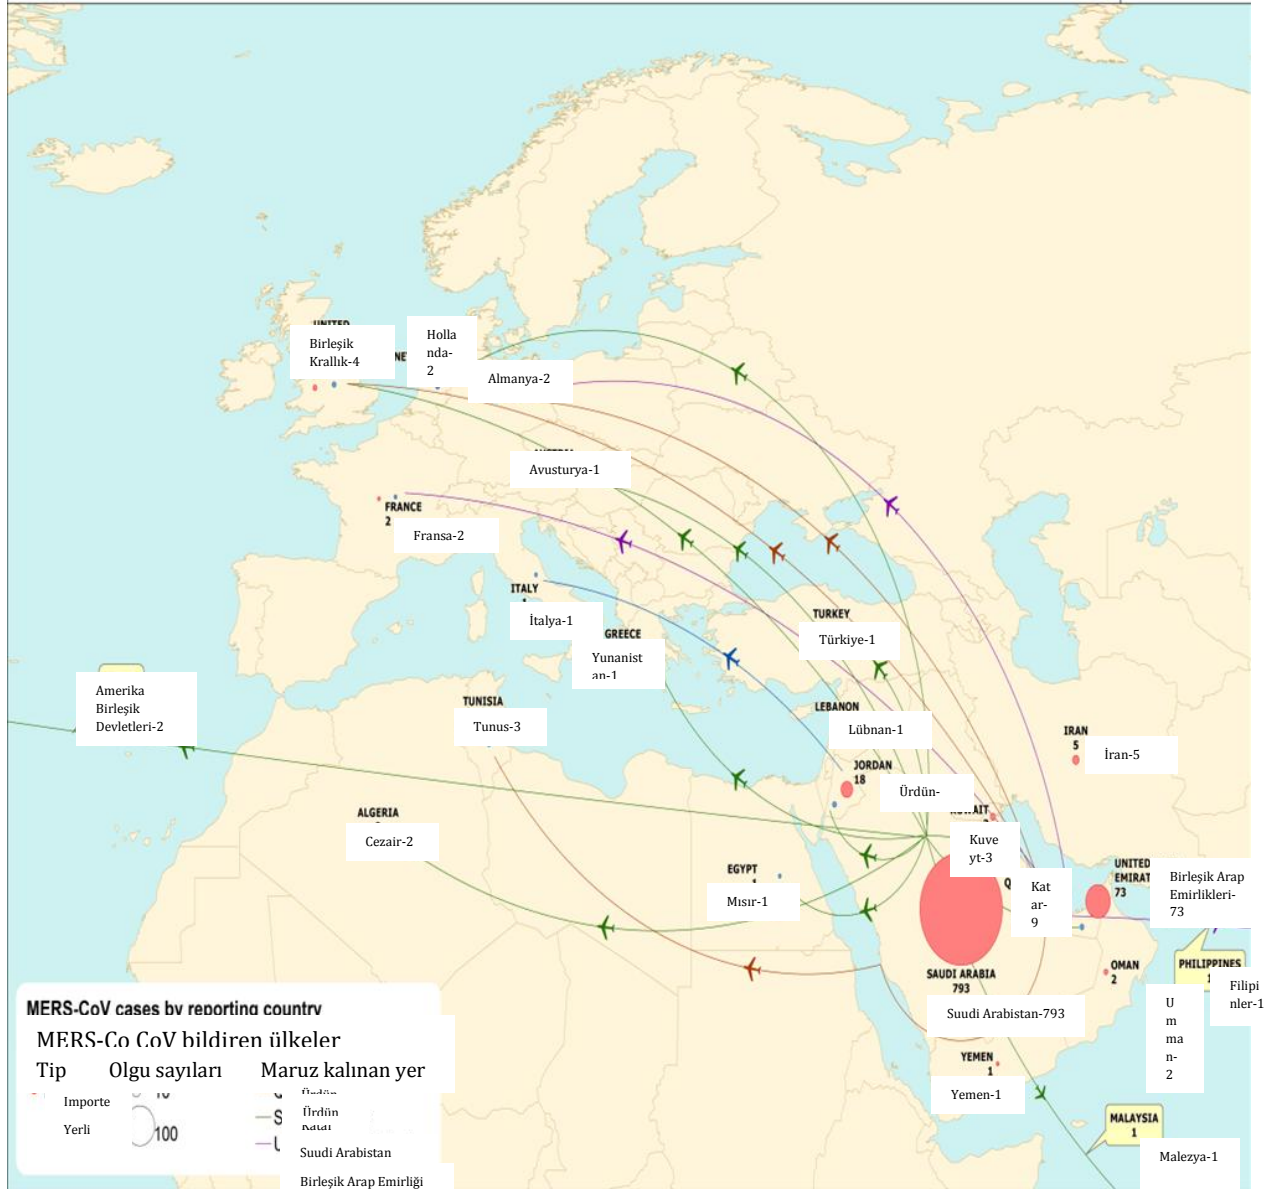 Birleşik
Krallık-4
Holla
nda-
2
Almanya-2
Avusturya-1
FRANCE
2
Fransa-2
ITALY
İtalya-1
GREECE
Yunanist
an-1
TURKEY
Türkiye-1
Amerika
Birleşik
Devletleri-2
TUNISIA
Tunus-3
LEBANON
Lübnan-1
IRAN
5
İran-5
JORDAN
18
Ürdün-
ALGERIA
Cezair-2
Kuve
yt-3
EGYPT
Mısır-1
Kat
ar-
9
UNITED
EMIRAT
73
Birleşik Arap
Emirlikleri-
73
SAUDI ARABIA
793
Suudi Arabistan-793
OMAN
2
U
m
ma
n-
2
PHILIPPINES
1
Filipi
nler-1
YEMEN
1
Yemen-1
MALAYSIA
1
Malezya-1
MERS-CoV cases by reporting country
MERS-Co CoV bildiren ülkeler
Tip Olgu sayıları Maruz kalınan yer
Importe
Yerli
100
Ürdün
Katar
Suudi Arabistan
Birleşik Arap Emirliği